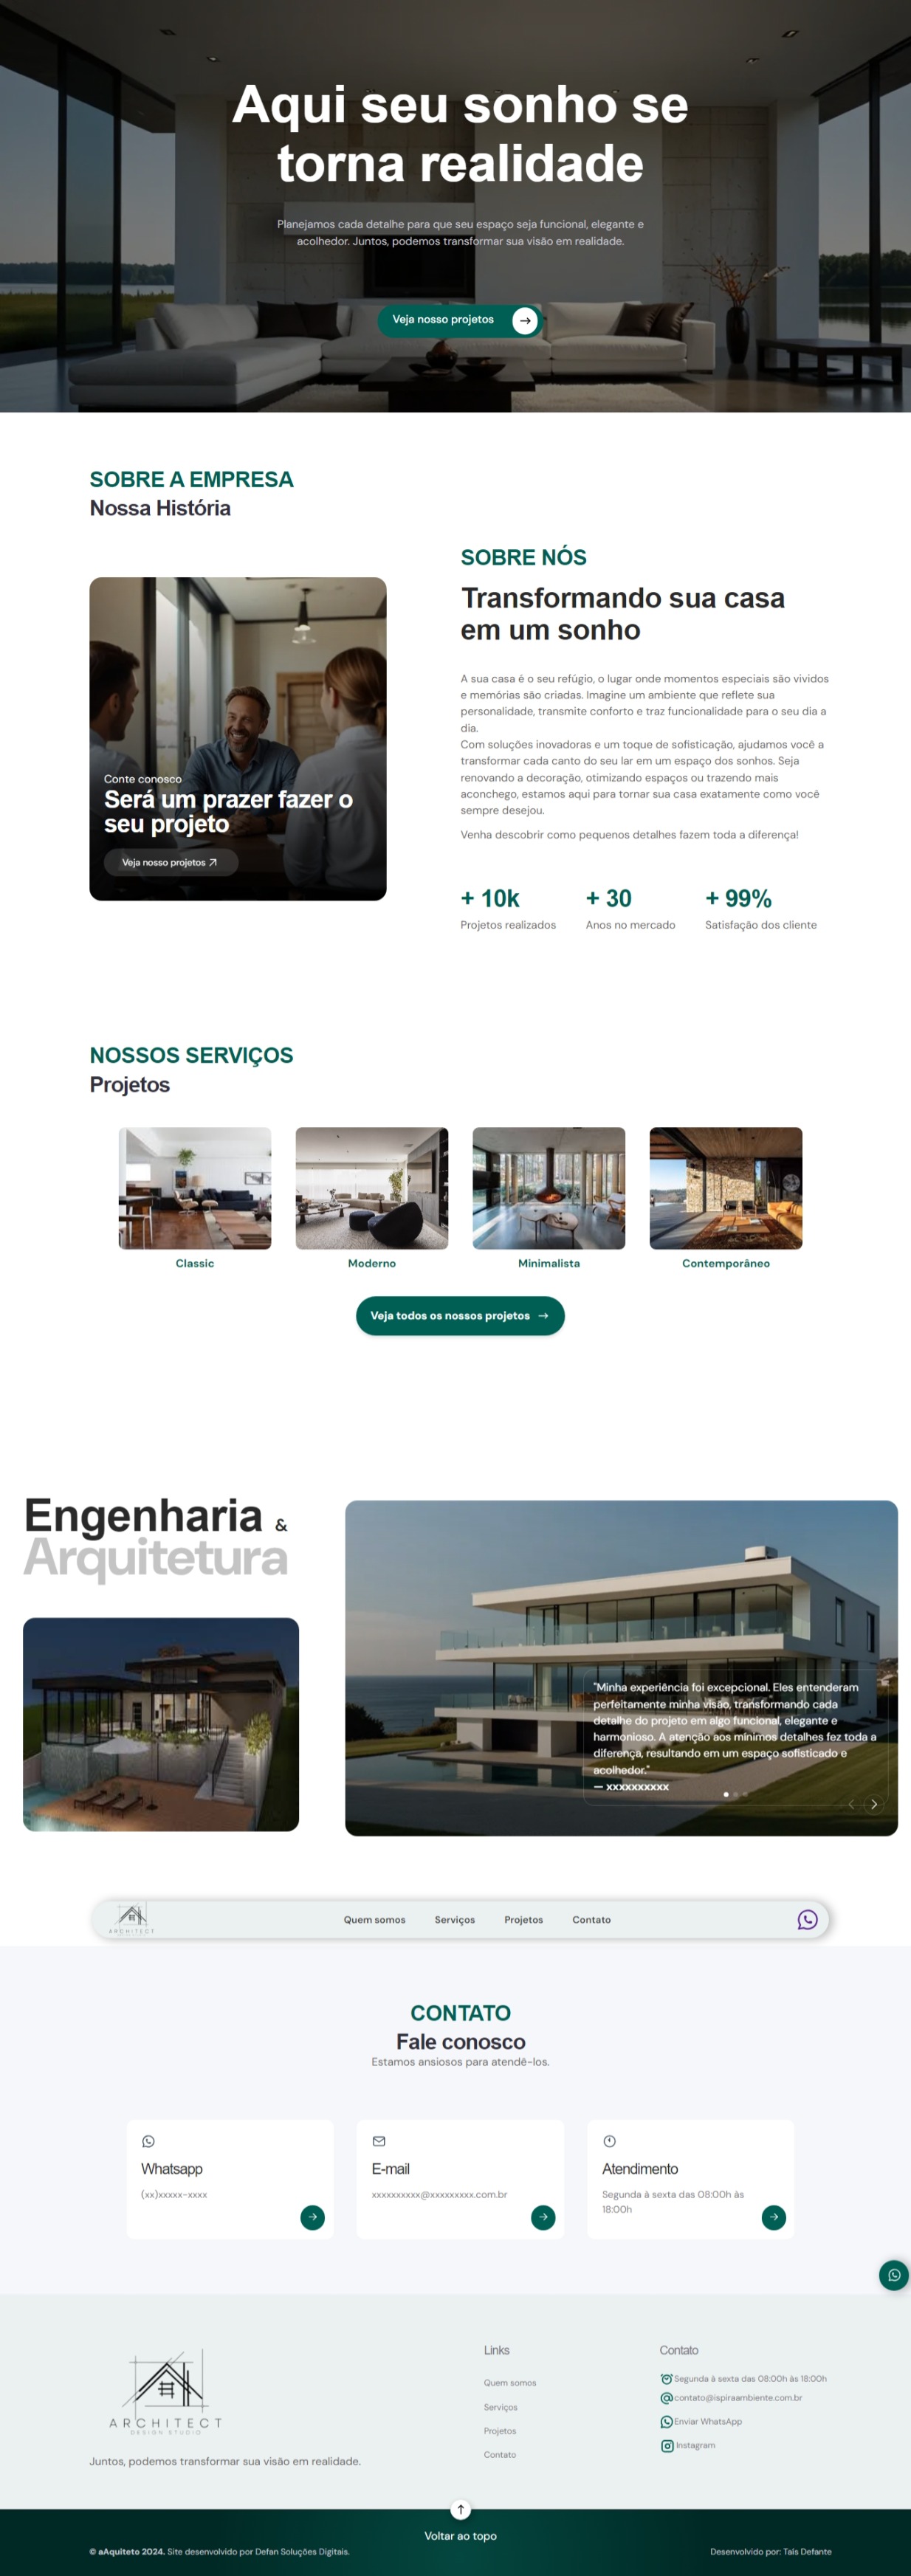 Aqui seu sonho se
torna realidade
Planejamos cada detalhe para que seu espaço seja funcional, elegante e
acolhedor. Juntos, podemos transformar sua visão em realidade.
Veja nosso projetos →
SOBRE A EMPRESA
Nossa História
Conte conosco
Será um prazer fazer o
seu projeto
Veja nosso projetos
SOBRE NÓS
Transformando sua casa
em um sonho
A sua casa é o seu refúgio, o lugar onde momentos especiais são vividos
e memórias são criadas. Imagine um ambiente que reflete sua
personalidade, transmite conforto e traz funcionalidade para o seu dia a
dia.
Com soluções inovadoras e um toque de sofisticação, ajudamos você a
transformar cada canto do seu lar em um espaço dos sonhos. Seja
renovando a decoração, otimizando espaços ou trazendo mais
aconchego, estamos aqui para tornar sua casa exatamente como você
sempre desejou.
Venha descobrir como pequenos detalhes fazem toda a diferença!
+ 10k + 30 + 99%
Projetos realizados Anos no mercado Satisfação dos cliente
NOSSOS SERVIÇOS
Projetos
Classic Moderno Minimalista Contemporâneo
Veja todos os nossos projetos →
Engenharia &
Arquitetura
"Minha experiência foi excepcional. Eles entenderam
perfeitamente minha visão, transformando cada
detalhe do projeto em algo funcional, elegante e
harmonioso. A atenção aos mínimos detalhes fez toda a
diferença, resultando em um espaço sofisticado e
acolhedor."
— xxxxxxxxxx
ARCHITECT
Quem somos Serviços Projetos Contato
CONTATO
Fale conosco
Estamos ansiosos para atendê-los.
Whatsapp
(xx)xxxxx-xxxx
E-mail
xxxxxxxxxx@xxxxxxxxx.com.br
Atendimento
Segunda à sexta das 08:00h às
18:00h
ARCHITECT
DESIGN STUDIO
Juntos, podemos transformar sua visão em realidade.
Links
Quem somos
Serviços
Projetos
Contato
Contato
Segunda à sexta das 08:00h às 18:00h
contato@ispiraambiente.com.br
Enviar WhatsApp
Instagram
Voltar ao topo
© aAquiteto 2024. Site desenvolvido por Defan Soluções Digitais.
Desenvolvido por: Tais Defante